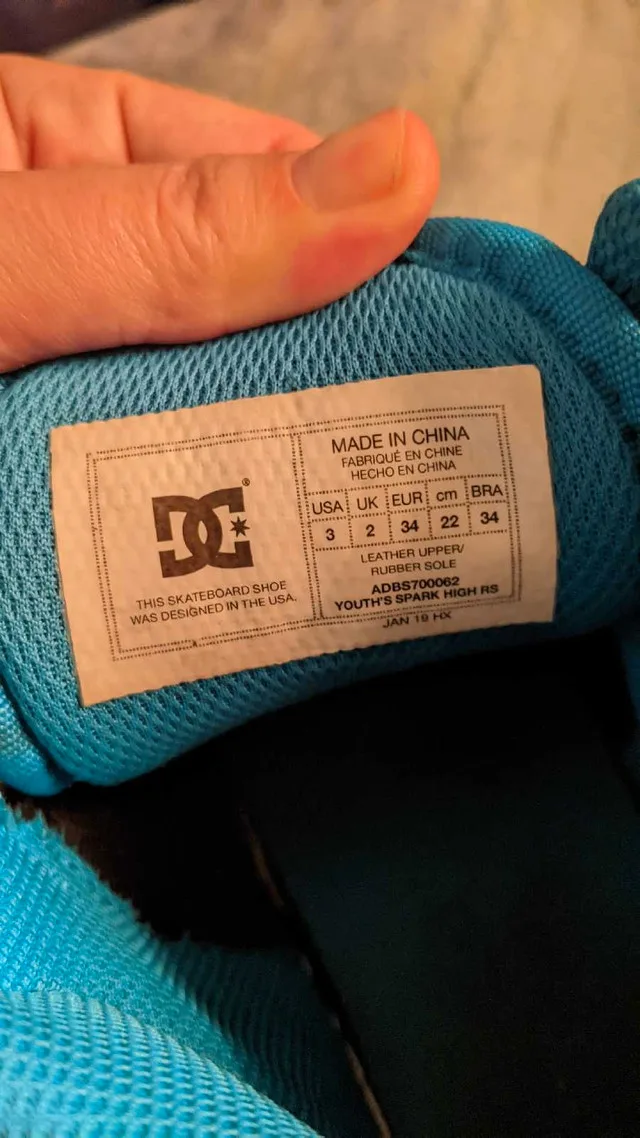 DC®
THIS SKATEBOARD SHOE
WAS DESIGNED IN THE USA.
MADE IN CHINA
FABRIQUÉ EN CHINE
HECHO EN CHINA
USA UK EUR cm BRA
3 2 34 22 34
LEATHER UPPER/
RUBBER SOLE
ADBS700062
YOUTH'S SPARK HIGH RS
JAN 19 HX